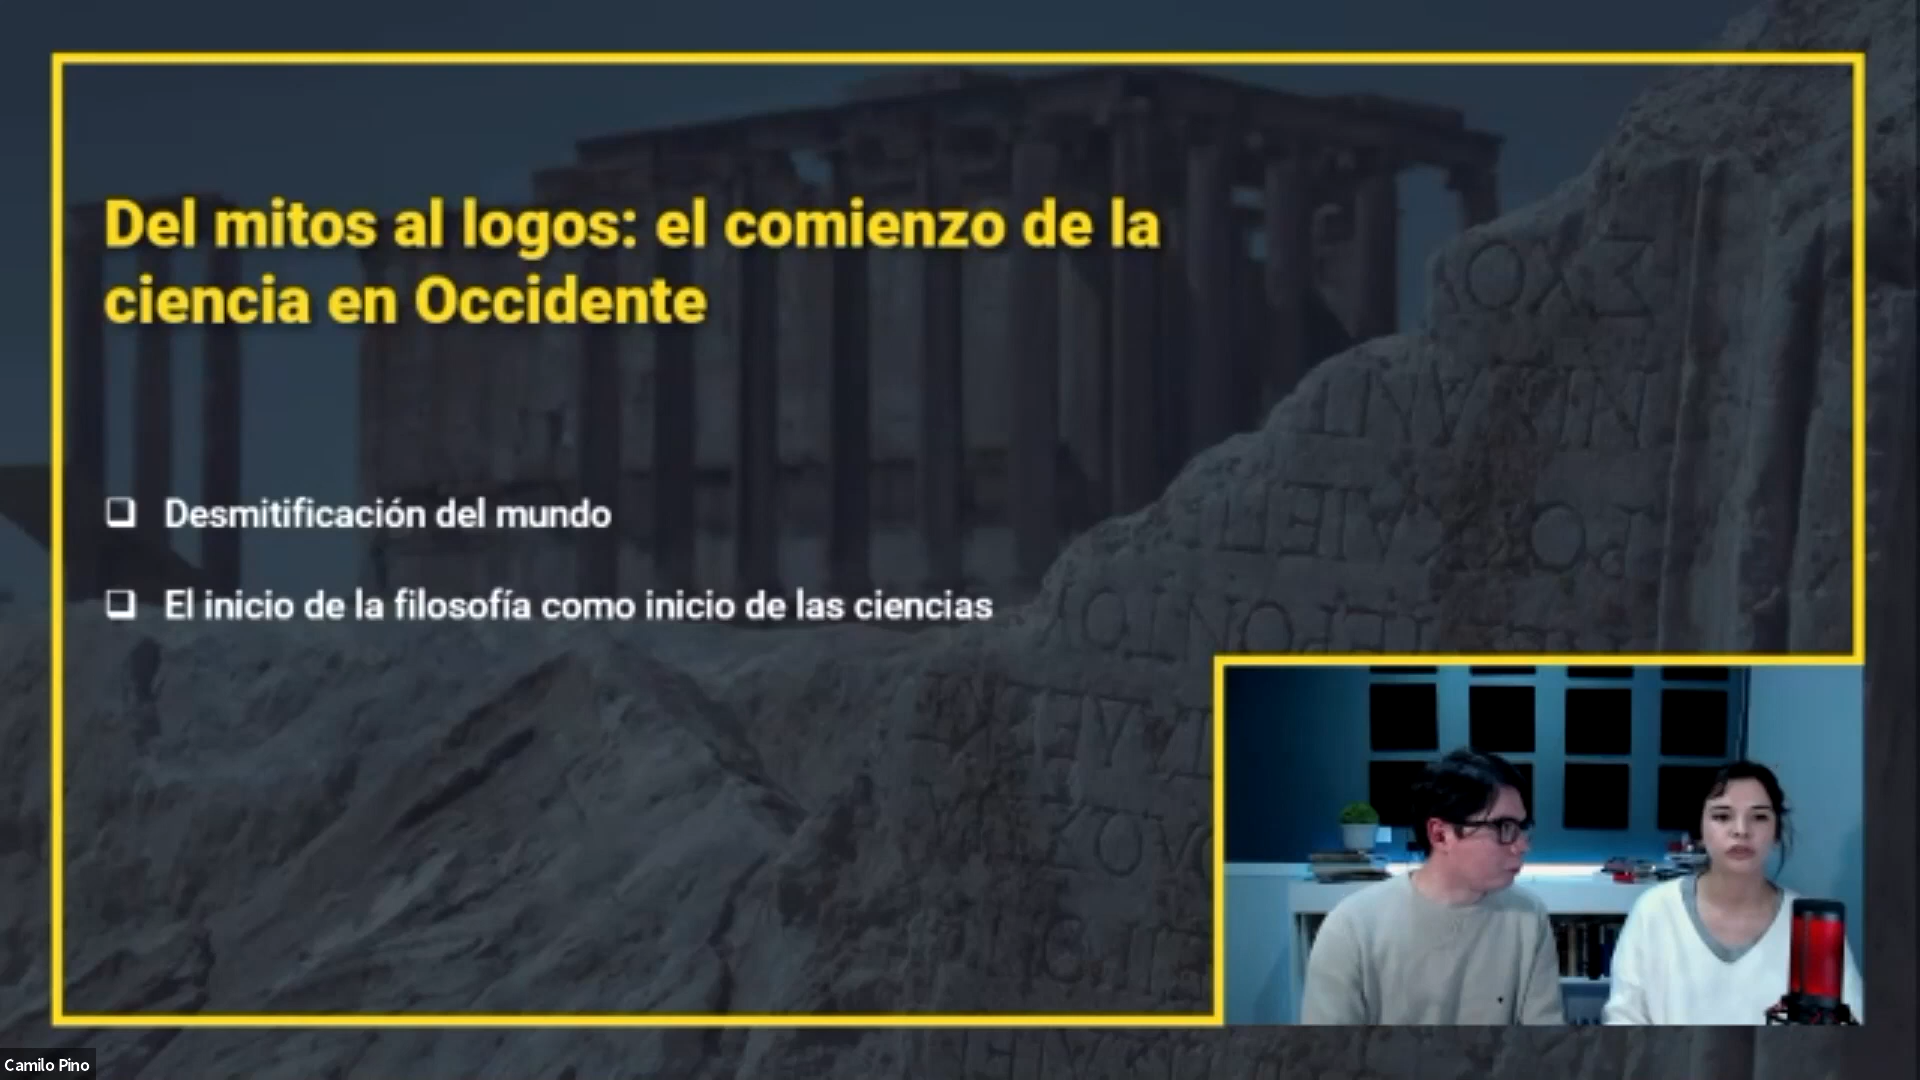 Del mitos al logos: el comienzo de la
ciencia en Occidente
❑ Desmitificación del mundo
❑ El inicio de la filosofía como inicio de las ciencias
Camilo Pino